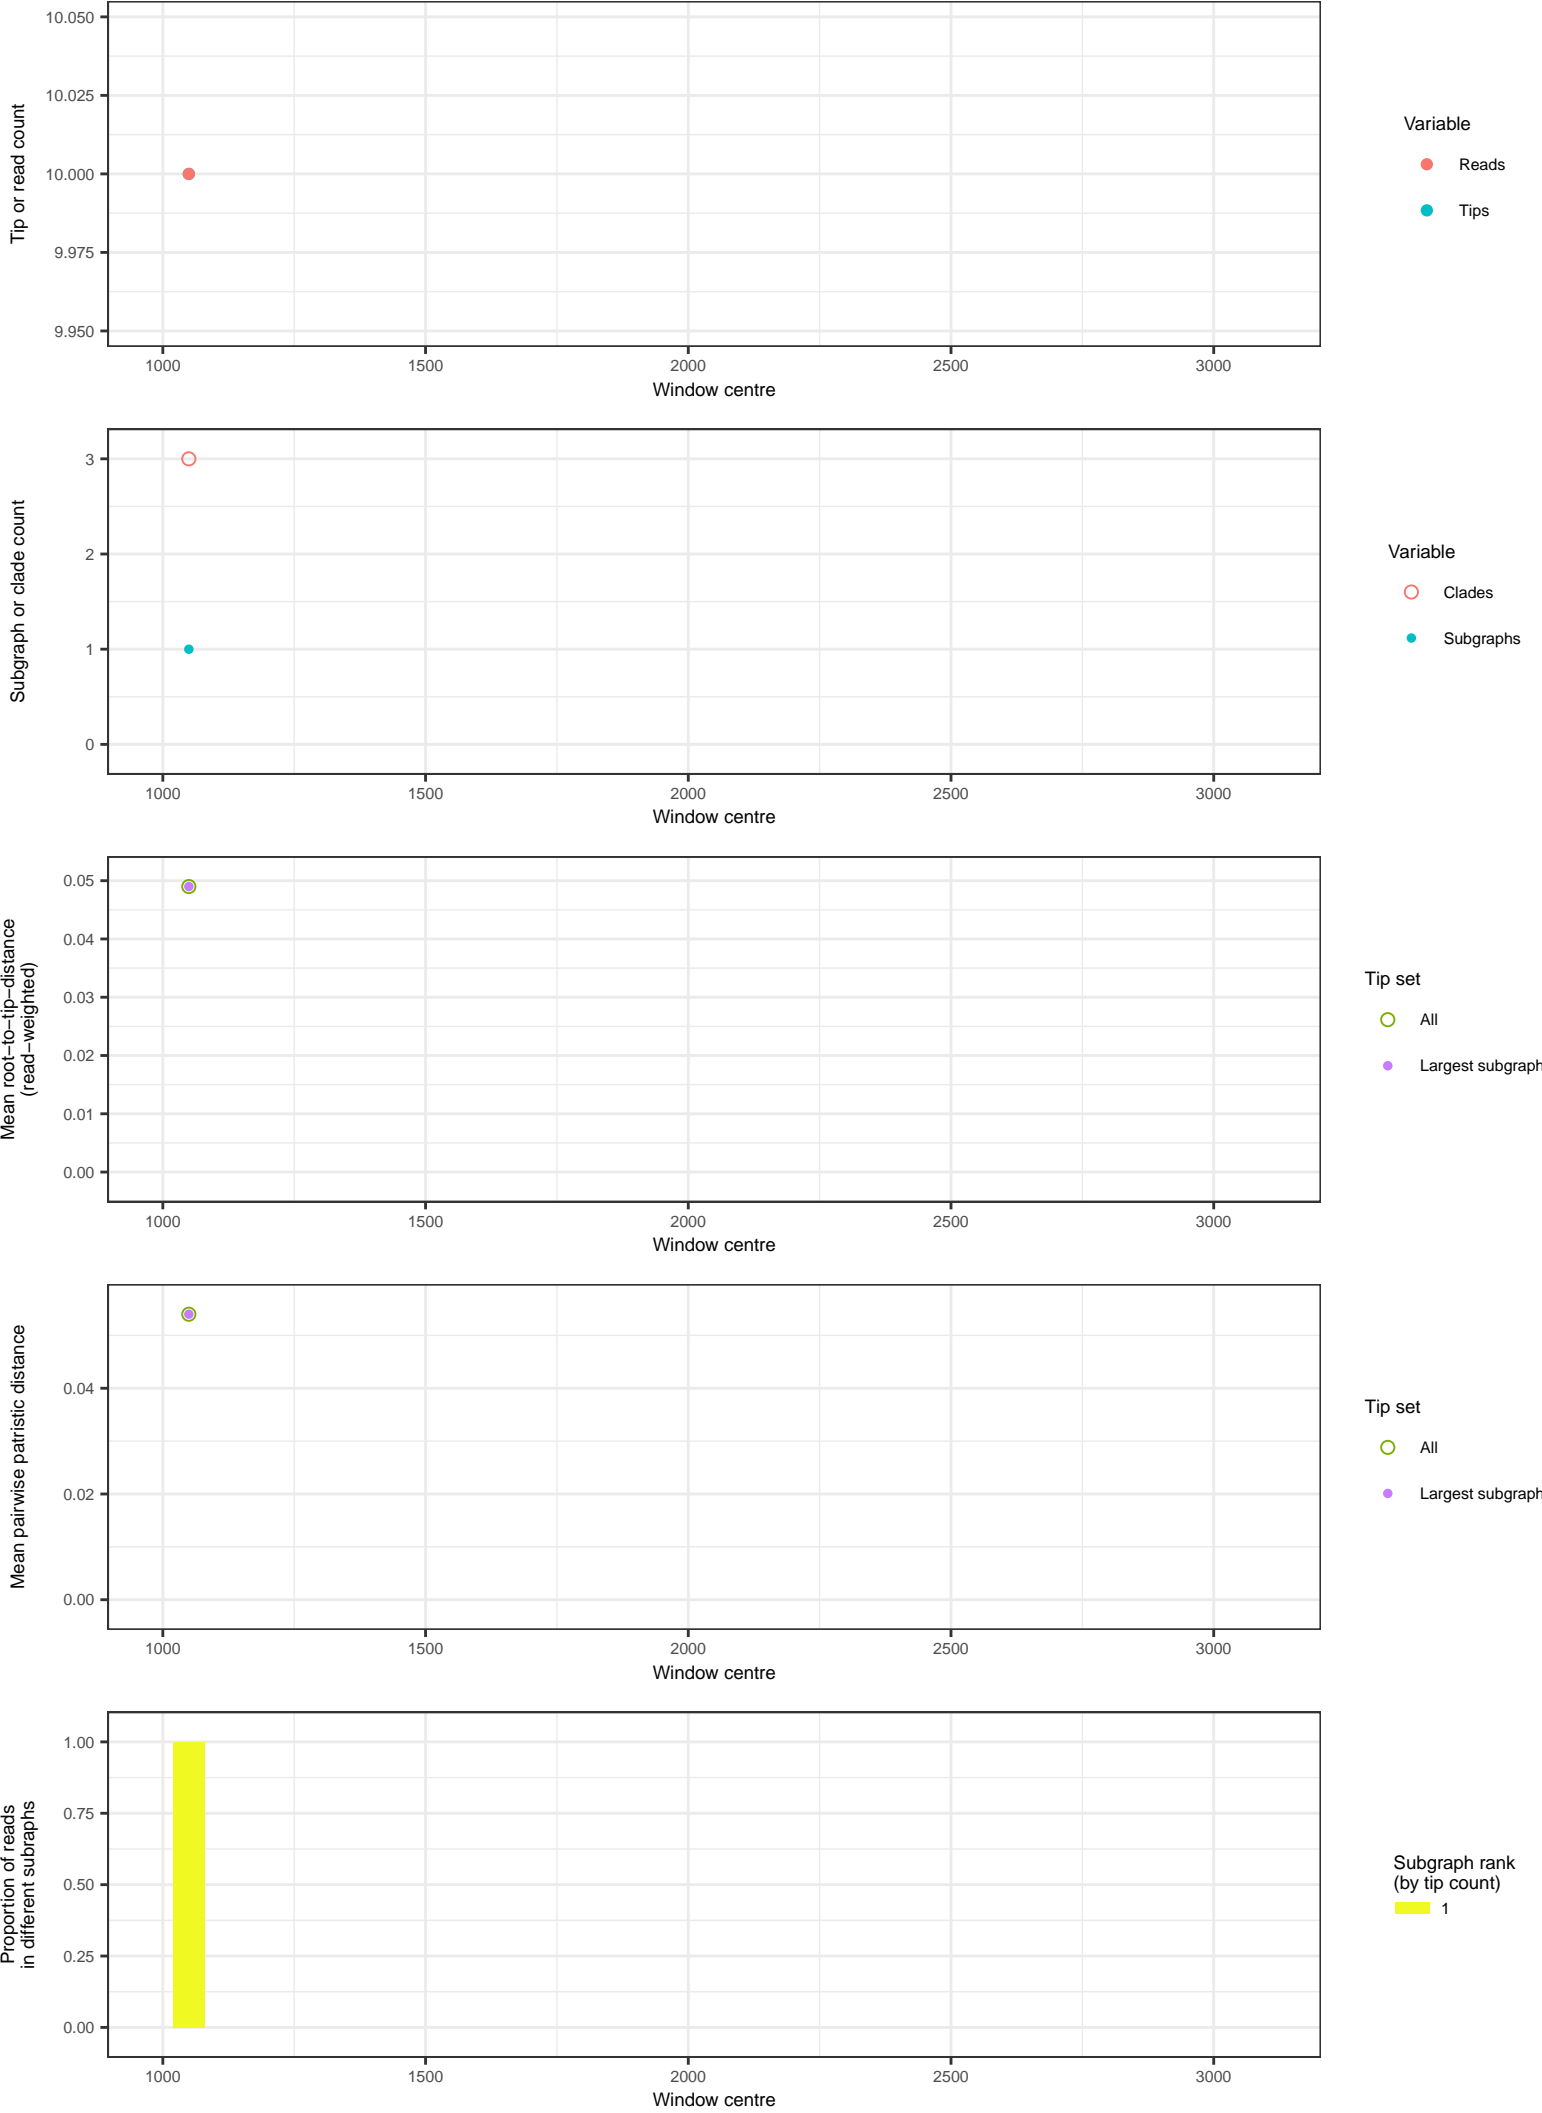 10.050
10.025
10.000
9.975
9.950
Tip or read count
1000 1500 2000 2500 3000
Window centre
Variable
Reads
Tips
3
2
1
0
Subgraph or clade count
1000 1500 2000 2500 3000
Window centre
Variable
Clades
Subgraphs
0.05
0.04
0.03
0.02
0.01
0.00
Mean root−to−tip−distance
(read−weighted)
1000 1500 2000 2500 3000
Window centre
Tip set
All
Largest subgraph
0.04
0.02
0.00
Mean pairwise patristic distance
1000 1500 2000 2500 3000
Window centre
Tip set
All
Largest subgraph
1.00
0.75
0.50
0.25
0.00
Proportion of reads
in different subraphs
1000 1500 2000 2500 3000
Window centre
Subgraph rank
(by tip count)
1